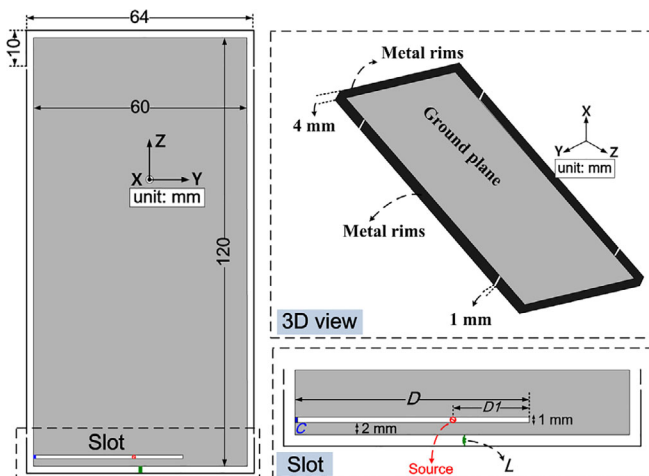 64
10
60
Z
X
Y
unit: mm
120
Slot
Metal rims
4 mm
Ground plane
X
Y
Z
unit: mm
Metal rims
1 mm
3D view
D
D1
C
2 mm
1 mm
Source
L
Slot